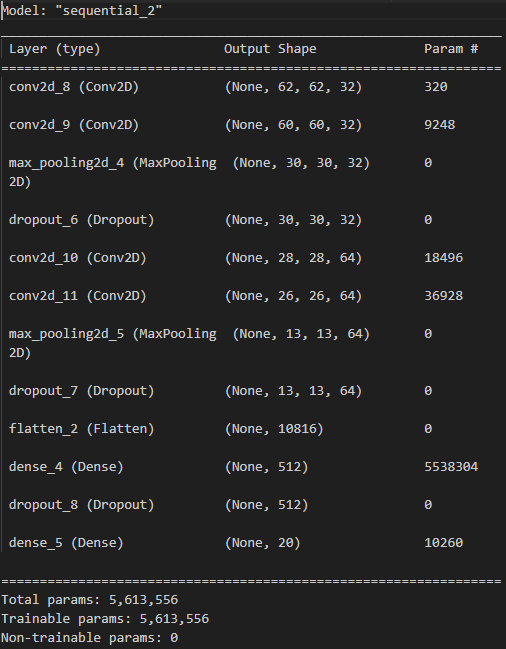 Model: "sequential_2"
_________________________________________________________________
Layer (type) Output Shape Param #
=================================================================
conv2d_8 (Conv2D) (None, 62, 62, 32) 320
conv2d_9 (Conv2D) (None, 60, 60, 32) 9248
max_pooling2d_4 (MaxPooling (None, 30, 30, 32) 0
2D)
dropout_6 (Dropout) (None, 30, 30, 32) 0
conv2d_10 (Conv2D) (None, 28, 28, 64) 18496
conv2d_11 (Conv2D) (None, 26, 26, 64) 36928
max_pooling2d_5 (MaxPooling (None, 13, 13, 64) 0
2D)
dropout_7 (Dropout) (None, 13, 13, 64) 0
flatten_2 (Flatten) (None, 10816) 0
dense_4 (Dense) (None, 512) 5538304
dropout_8 (Dropout) (None, 512) 0
dense_5 (Dense) (None, 20) 10260
=================================================================
Total params: 5,613,556
Trainable params: 5,613,556
Non-trainable params: 0